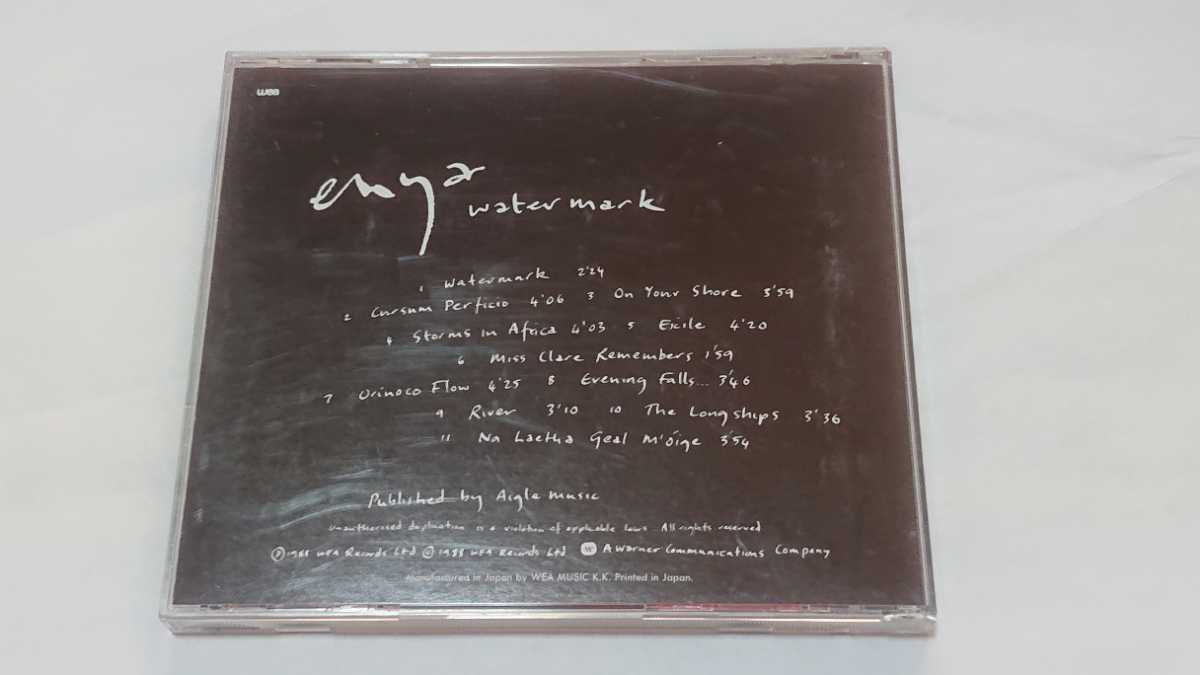 wea
enya
watermark
1 Watermark 2'24
2 Cursum Perficio 4'06 3 On Your Shore 3'59
4 Storms in Africa 4'03 5 Exile 4'20
6 Miss Clare Remembers 1'59
7 Orinoco Flow 4'25 8 Evening Falls... 3'46
9 River 3'10 10 The Longships 3'36
11 Na Laetha Geal M'óige 3'54
Published by Aigle Music
Unauthorised duplication is a violation of applicable laws. All rights reserved
℗ 1988 WEA Records Ltd © 1988 WEA Records Ltd W A Warner Communications Company
Manufactured in Japan by WEA MUSIC K.K. Printed in Japan.